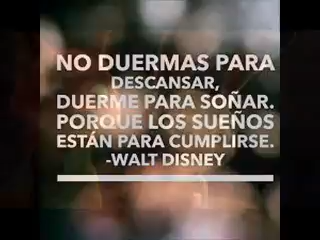 NO DUERMAS PARA
DESCANSAR,
DUERME PARA SOÑAR.
PORQUE LOS SUEÑOS
ESTÁN PARA CUMPLIRSE.
-WALT DISNEY